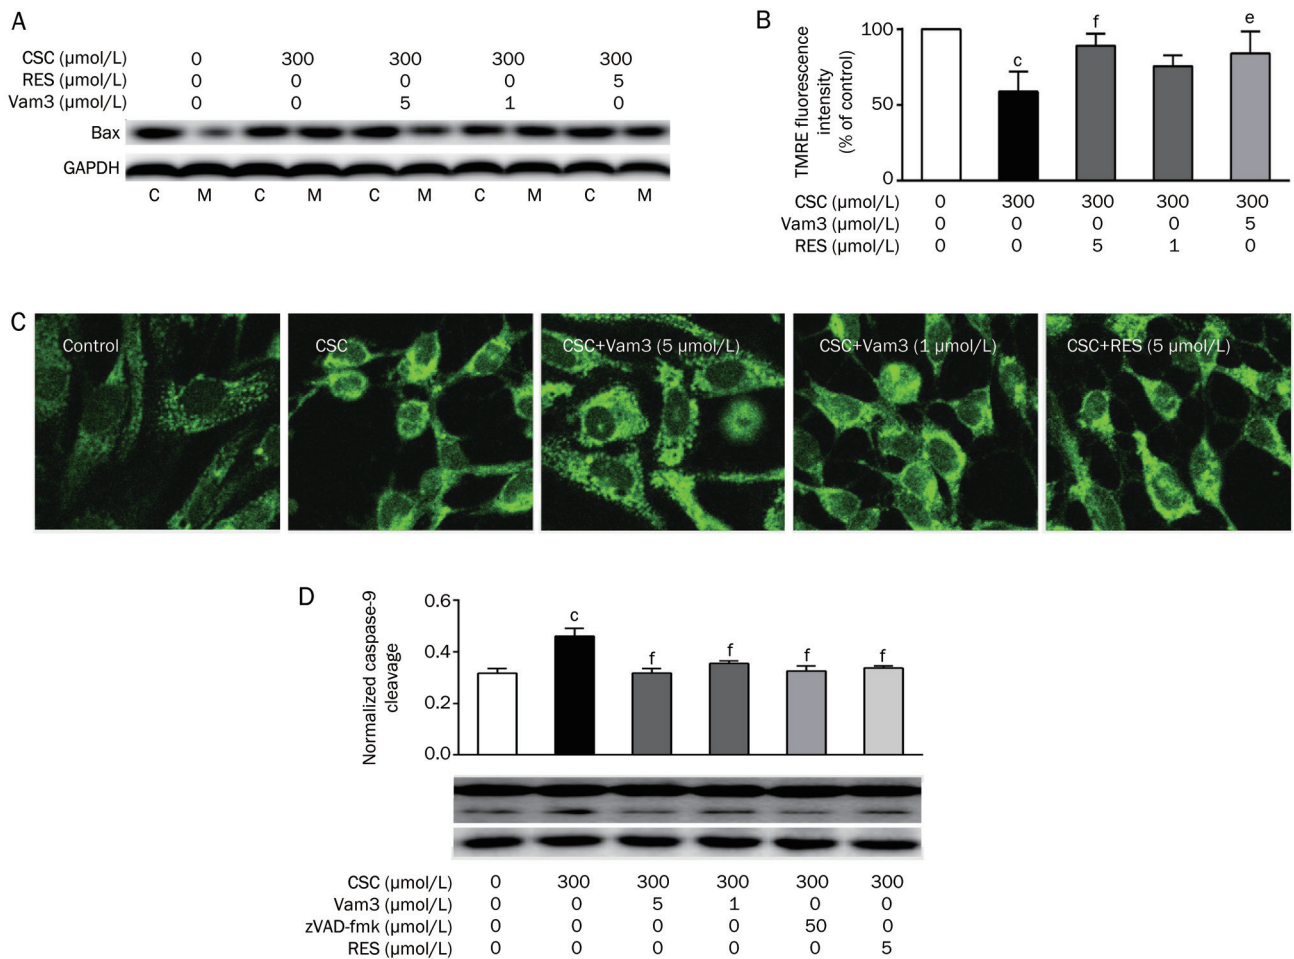 A
CSC (µmol/L) 0 300 300 300 300
RES (µmol/L) 0 0 0 0 5
Vam3 (µmol/L) 0 0 5 1 0
Bax
GAPDH
C M C M C M C M C M
B
TMRE fluorescence
intensity
(% of control)
100
50
0
c
f
e
CSC (µmol/L) 0 300 300 300 300
Vam3 (µmol/L) 0 0 0 0 5
RES (µmol/L) 0 0 5 1 0
C
Control
CSC
CSC+Vam3 (5 µmol/L)
CSC+Vam3 (1 µmol/L)
CSC+RES (5 µmol/L)
D
Normalized caspase-9
cleavage
0.6
0.4
0.2
0.0
c
f
f
f
f
CSC (µmol/L) 0 300 300 300 300 300
Vam3 (µmol/L) 0 0 5 1 0 0
zVAD-fmk (µmol/L) 0 0 0 0 50 0
RES (µmol/L) 0 0 0 0 0 5